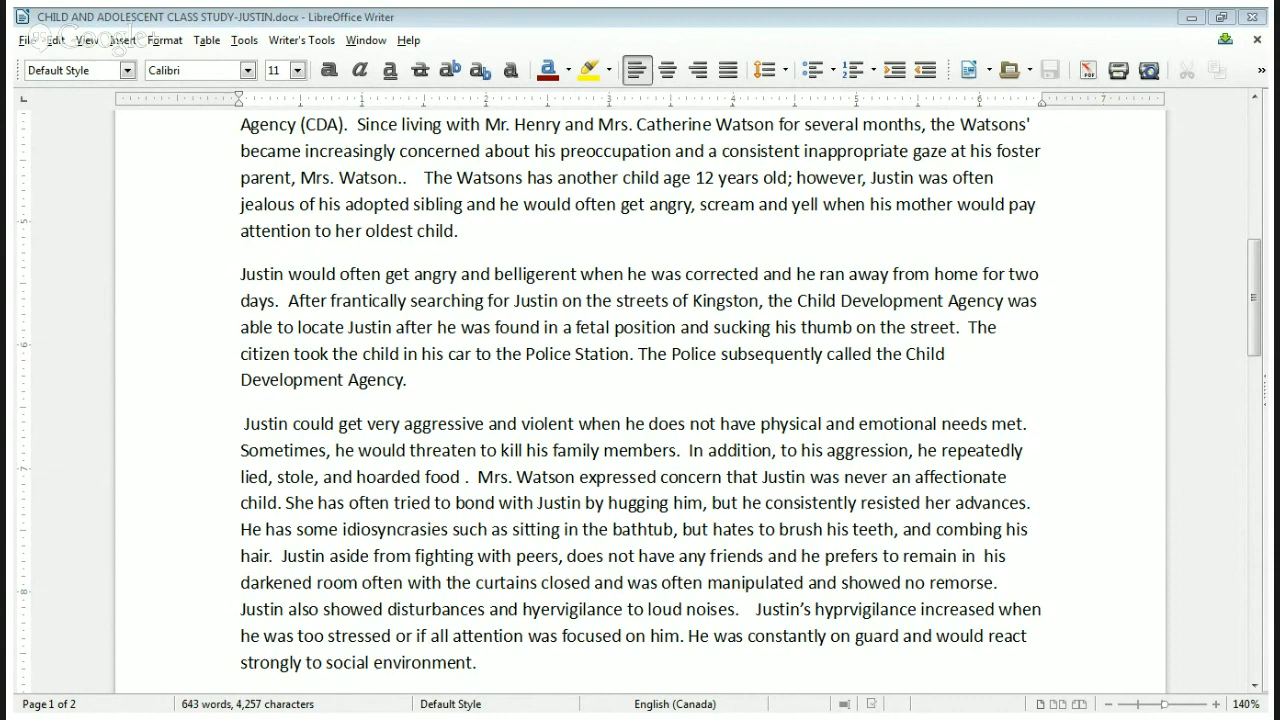 CHILD AND ADOLESCENT CLASS STUDY-JUSTIN.docx - LibreOffice Writer
File Edit View Insert Format Table Tools Writer's Tools Window Help
Google+
Default Style Calibri 11
1 2 3 4 5 6 7
Agency (CDA).  Since living with Mr. Henry and Mrs. Catherine Watson for several months, the Watsons'
became increasingly concerned about his preoccupation and a consistent inappropriate gaze at his foster
parent, Mrs. Watson..    The Watsons has another child age 12 years old; however, Justin was often
jealous of his adopted sibling and he would often get angry, scream and yell when his mother would pay
attention to her oldest child.
Justin would often get angry and belligerent when he was corrected and he ran away from home for two
days.  After frantically searching for Justin on the streets of Kingston, the Child Development Agency was
able to locate Justin after he was found in a fetal position and sucking his thumb on the street.  The
citizen took the child in his car to the Police Station. The Police subsequently called the Child
Development Agency.
Justin could get very aggressive and violent when he does not have physical and emotional needs met.
Sometimes, he would threaten to kill his family members.  In addition, to his aggression, he repeatedly
lied, stole, and hoarded food .  Mrs. Watson expressed concern that Justin was never an affectionate
child. She has often tried to bond with Justin by hugging him, but he consistently resisted her advances.
He has some idiosyncrasies such as sitting in the bathtub, but hates to brush his teeth, and combing his
hair.  Justin aside from fighting with peers, does not have any friends and he prefers to remain in  his
darkened room often with the curtains closed and was often manipulated and showed no remorse.
Justin also showed disturbances and hyervigilance to loud noises.    Justin’s hyprvigilance increased when
he was too stressed or if all attention was focused on him. He was constantly on guard and would react
strongly to social environment.
Page 1 of 2 643 words, 4,257 characters Default Style English (Canada) 140%